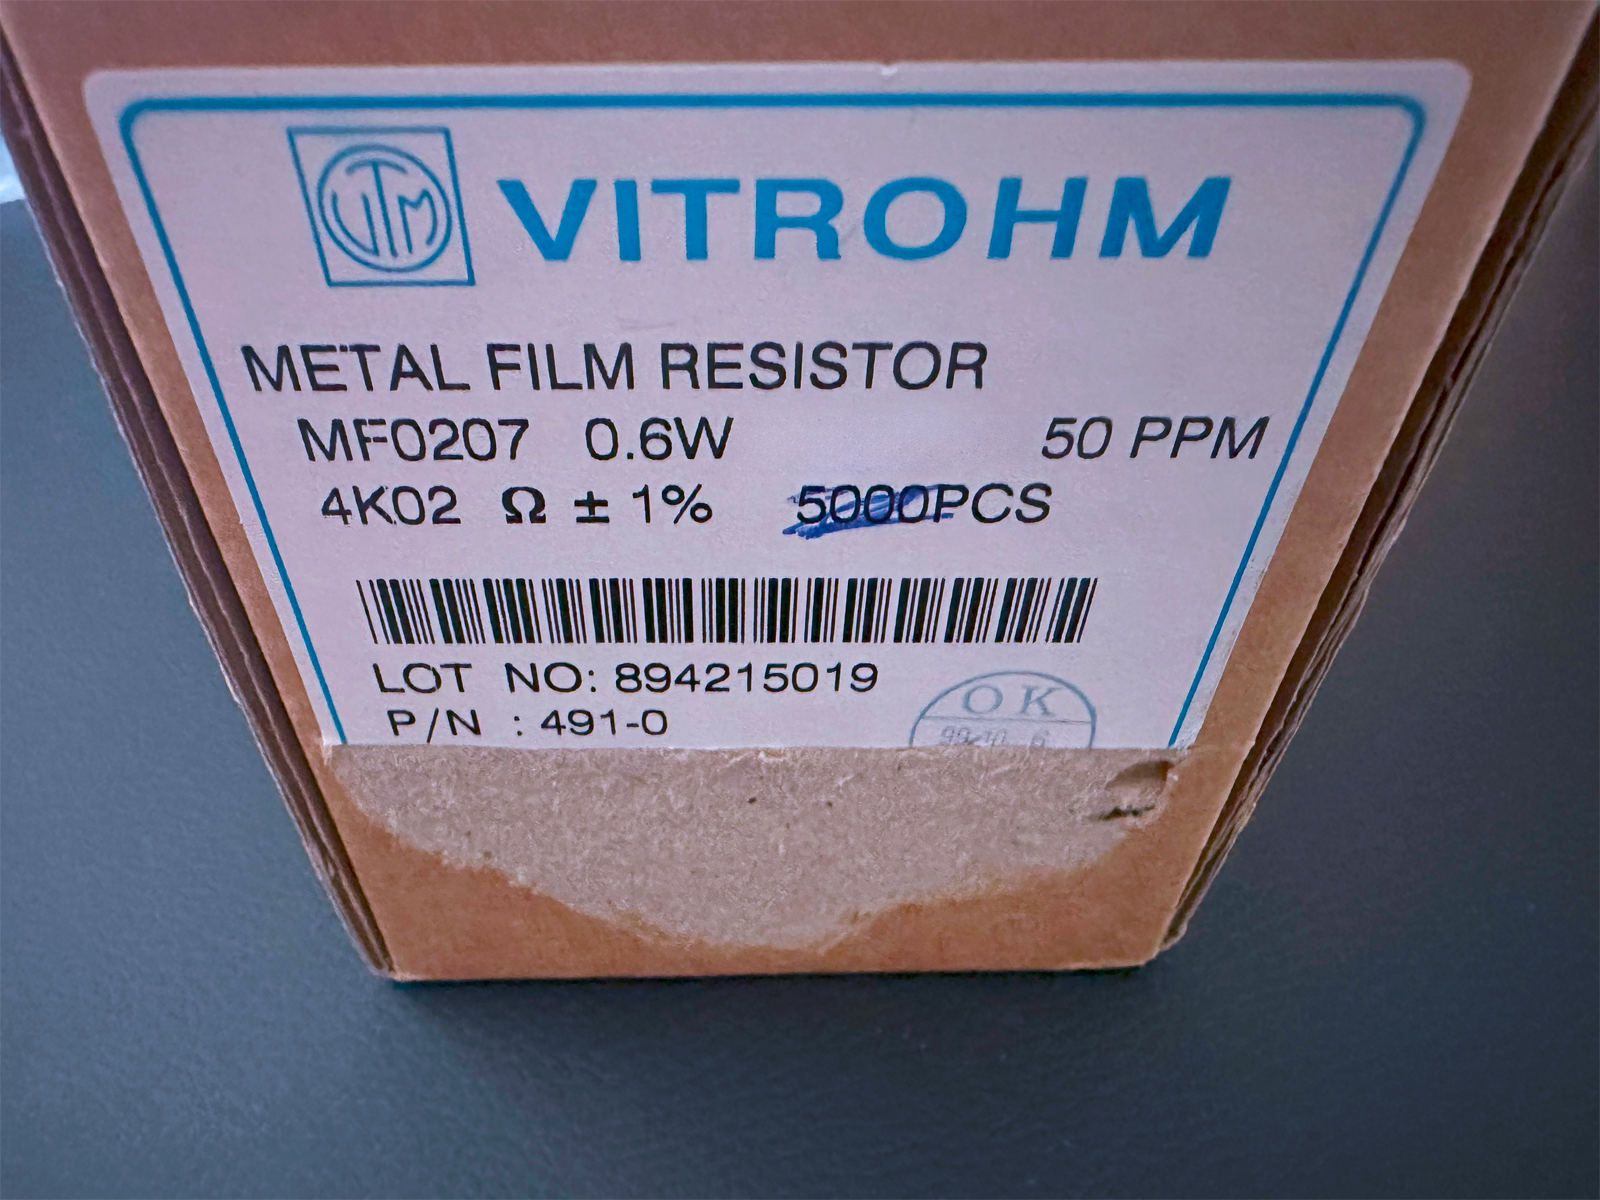 VTM
VITROHM
METAL FILM RESISTOR
MF0207 0.6W 50 PPM
4K02 Ω ± 1% 5000PCS
LOT NO: 894215019
P/N : 491-0
OK